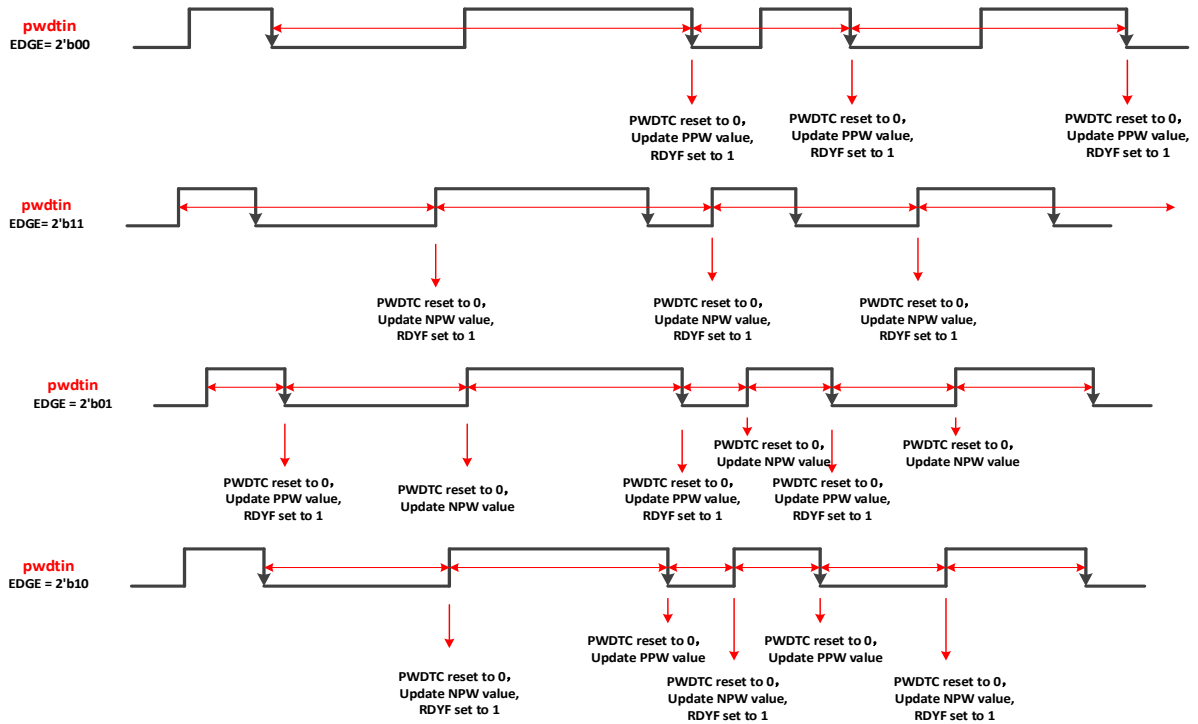 pwdtin
EDGE= 2'b00
PWDTC reset to 0，
Update PPW value,
RDYF set to 1
PWDTC reset to 0，
Update PPW value,
RDYF set to 1
PWDTC reset to 0，
Update PPW value,
RDYF set to 1
pwdtin
EDGE= 2'b11
PWDTC reset to 0，
Update NPW value,
RDYF set to 1
PWDTC reset to 0，
Update NPW value,
RDYF set to 1
PWDTC reset to 0，
Update NPW value,
RDYF set to 1
pwdtin
EDGE = 2'b01
PWDTC reset to 0，
Update PPW value,
RDYF set to 1
PWDTC reset to 0，
Update NPW value
PWDTC reset to 0，
Update PPW value,
RDYF set to 1
PWDTC reset to 0，
Update NPW value
PWDTC reset to 0，
Update PPW value,
RDYF set to 1
PWDTC reset to 0，
Update NPW value
pwdtin
EDGE = 2'b10
PWDTC reset to 0，
Update NPW value,
RDYF set to 1
PWDTC reset to 0，
Update PPW value
PWDTC reset to 0，
Update NPW value,
RDYF set to 1
PWDTC reset to 0，
Update PPW value
PWDTC reset to 0，
Update NPW value,
RDYF set to 1